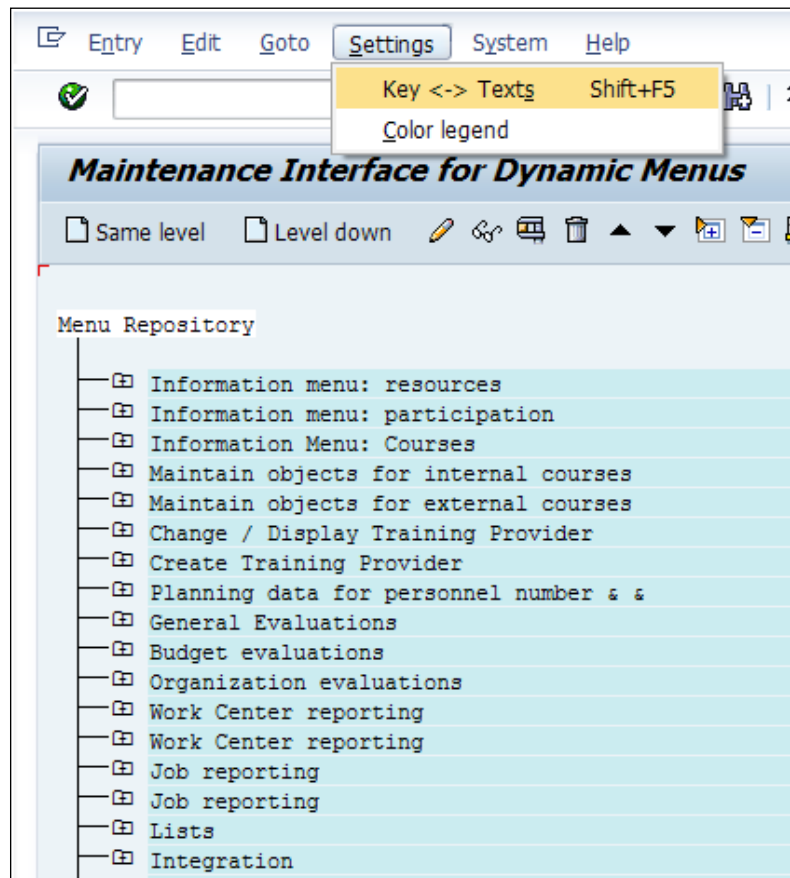 Entry Edit Goto Settings System Help
Key <-> Texts Shift+F5
Color legend
Maintenance Interface for Dynamic Menus
Same level Level down
Menu Repository
Information menu: resources
Information menu: participation
Information Menu: Courses
Maintain objects for internal courses
Maintain objects for external courses
Change / Display Training Provider
Create Training Provider
Planning data for personnel number & &
General Evaluations
Budget evaluations
Organization evaluations
Work Center reporting
Work Center reporting
Job reporting
Job reporting
Lists
Integration